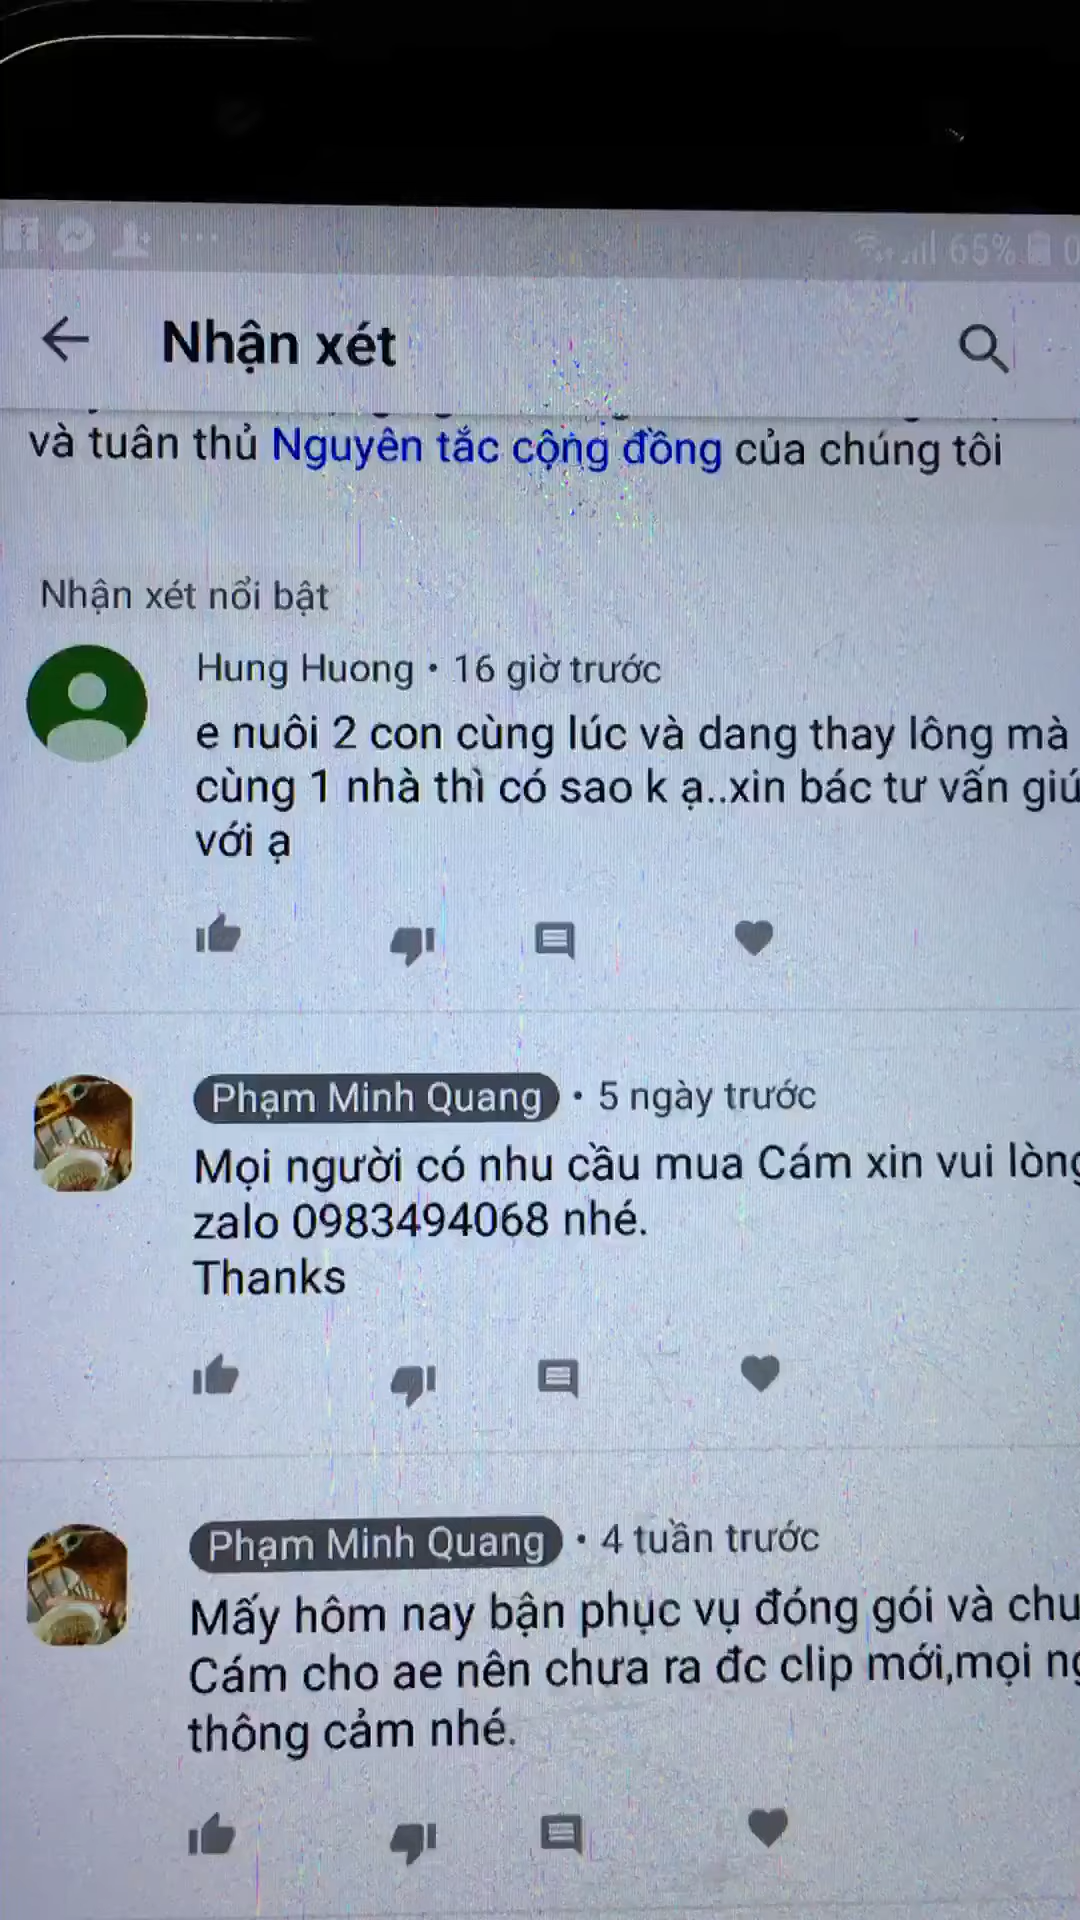 65%
Nhận xét
và tuân thủ Nguyên tắc cộng đồng của chúng tôi
Nhận xét nổi bật
Hung Huong • 16 giờ trước
e nuôi 2 con cùng lúc và dang thay lông mà
cùng 1 nhà thì có sao k ạ..xin bác tư vấn
với ạ
Phạm Minh Quang • 5 ngày trước
Mọi người có nhu cầu mua Cám xin vui
zalo 0983494068 nhé.
Thanks
Phạm Minh Quang • 4 tuần trước
Mấy hôm nay bận phục vụ đóng gói và
Cám cho ae nên chưa ra đc clip mới,mọi
thông cảm nhé.